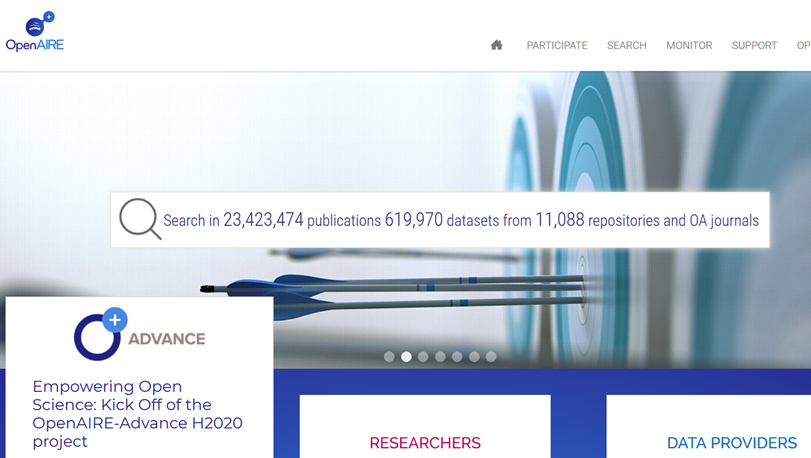 OpenAIRE
PARTICIPATE SEARCH MONITOR SUPPORT OP
Search in 23,423,474 publications 619,970 datasets from 11,088 repositories and OA journals
ADVANCE
Empowering Open
Science: Kick Off of the
OpenAIRE-Advance H2020
project
RESEARCHERS
DATA PROVIDERS